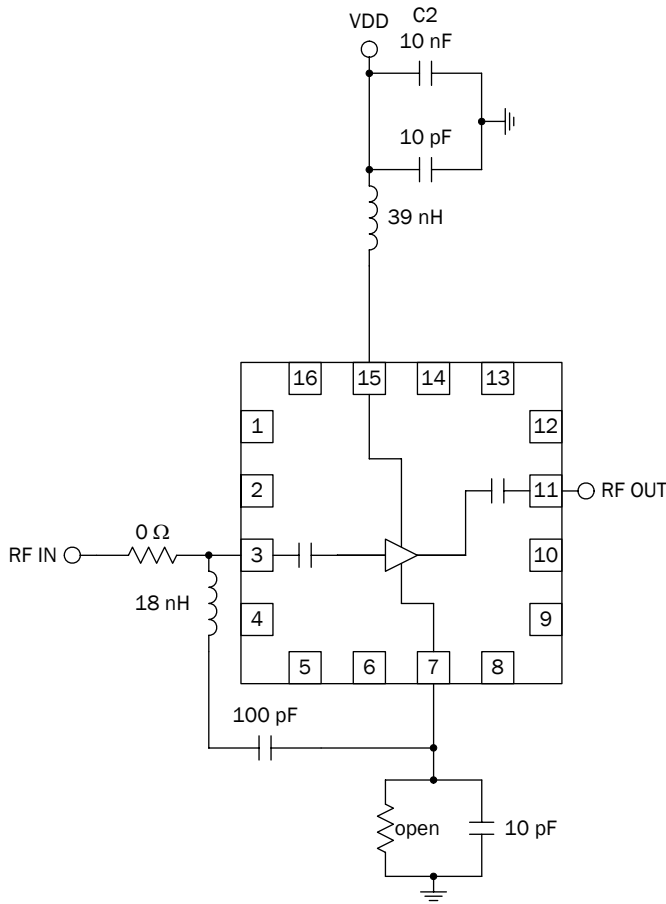 C2
VDD
10 nF
10 pF
39 nH
16 15 14 13
1
12
2
11 RF OUT
0 Ω
RF IN
3
10
18 nH
4
9
5 6 7 8
100 pF
open
10 pF